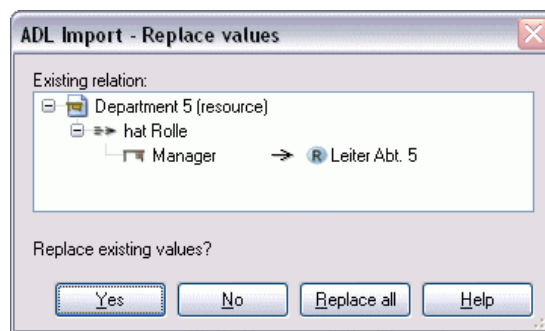 ADL Import - Replace values
Existing relation:
Department 5 (resource)
hat Rolle
Manager → R Leiter Abt. 5
Replace existing values?
Yes No Replace all Help